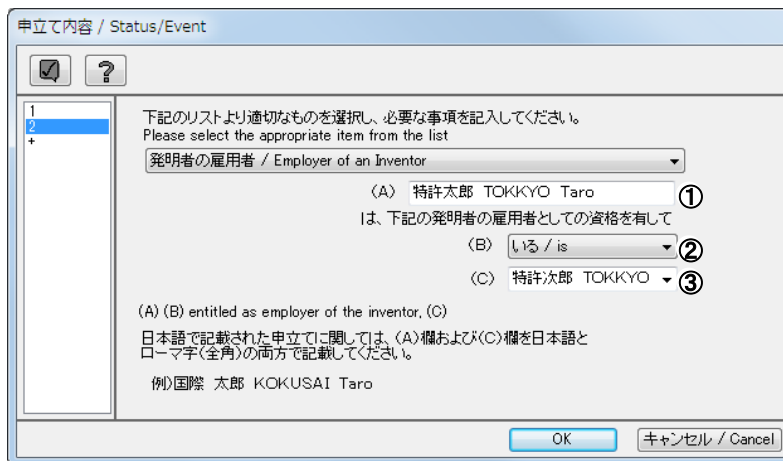 申立て内容 / Status/Event
?
1
2
+
下記のリストより適切なものを選択し、必要な事項を記入してください。
Please select the appropriate item from the list
発明者の雇用者 / Employer of an Inventor
(A) 特許太郎 TOKKYO Taro ①
は、下記の発明者の雇用者としての資格を有して
(B) いる / is ②
(C) 特許次郎 TOKKYO ③
(A) (B) entitled as employer of the inventor, (C)
日本語で記載された申立てに関しては、(A)欄および(C)欄を日本語と
ローマ字(全角)の両方で記載してください。
例)国際 太郎 KOKUSAI Taro
OK
キャンセル / Cancel